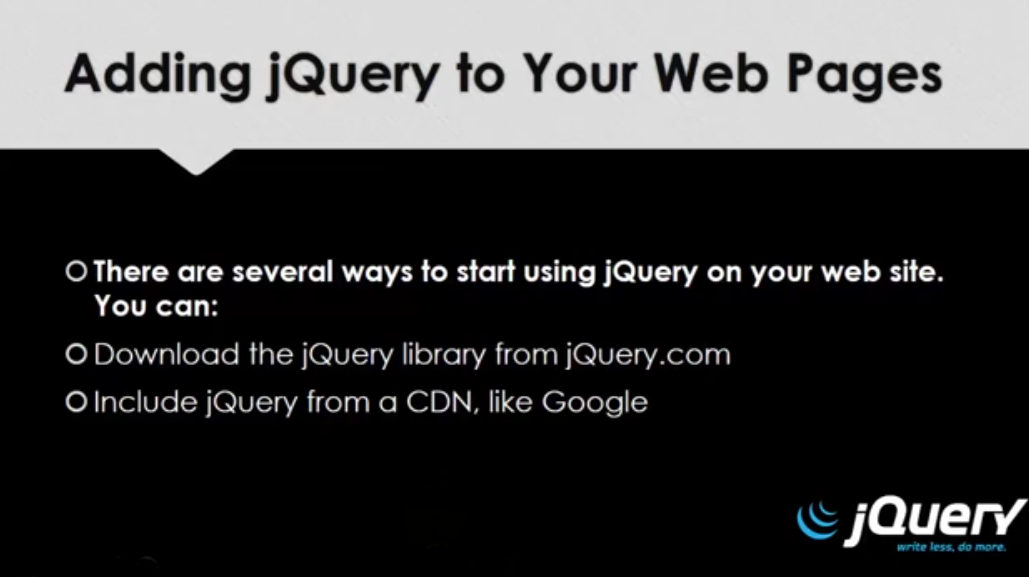 Adding jQuery to Your Web Pages
There are several ways to start using jQuery on your web site.
You can:
Download the jQuery library from jQuery.com
Include jQuery from a CDN, like Google
jQuery
write less, do more.